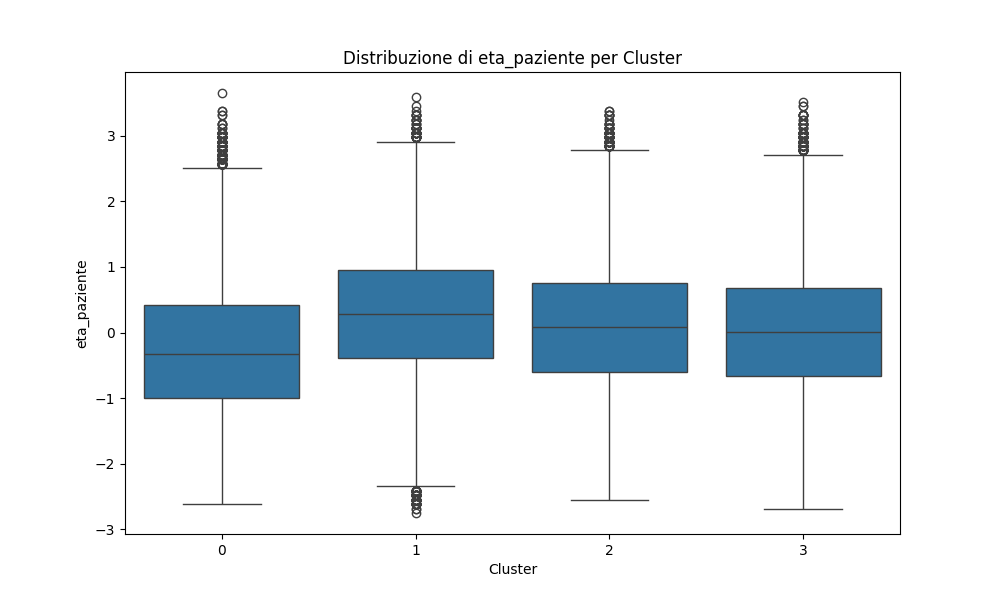 Distribuzione di eta_paziente per Cluster
eta_paziente
3
2
1
0
−1
−2
−3
0 1 2 3
Cluster